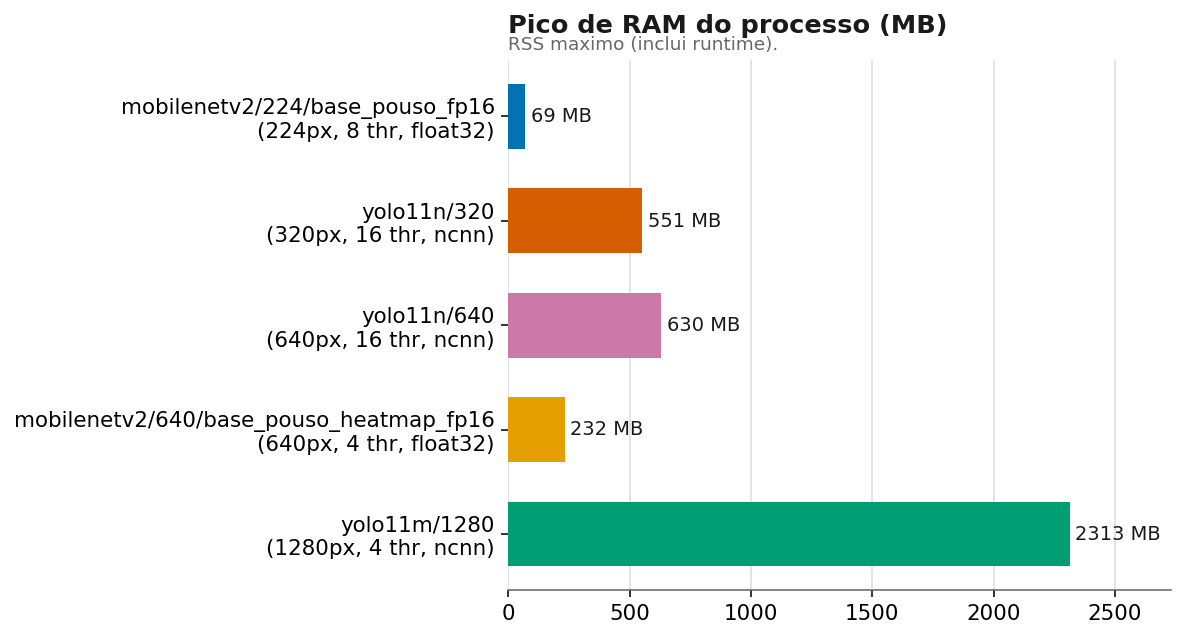 Pico de RAM do processo (MB)
RSS maximo (inclui runtime).
mobilenetv2/224/base_pouso_fp16
(224px, 8 thr, float32)
69 MB
yolo11n/320
(320px, 16 thr, ncnn)
551 MB
yolo11n/640
(640px, 16 thr, ncnn)
630 MB
mobilenetv2/640/base_pouso_heatmap_fp16
(640px, 4 thr, float32)
232 MB
yolo11m/1280
(1280px, 4 thr, ncnn)
2313 MB
0 500 1000 1500 2000 2500